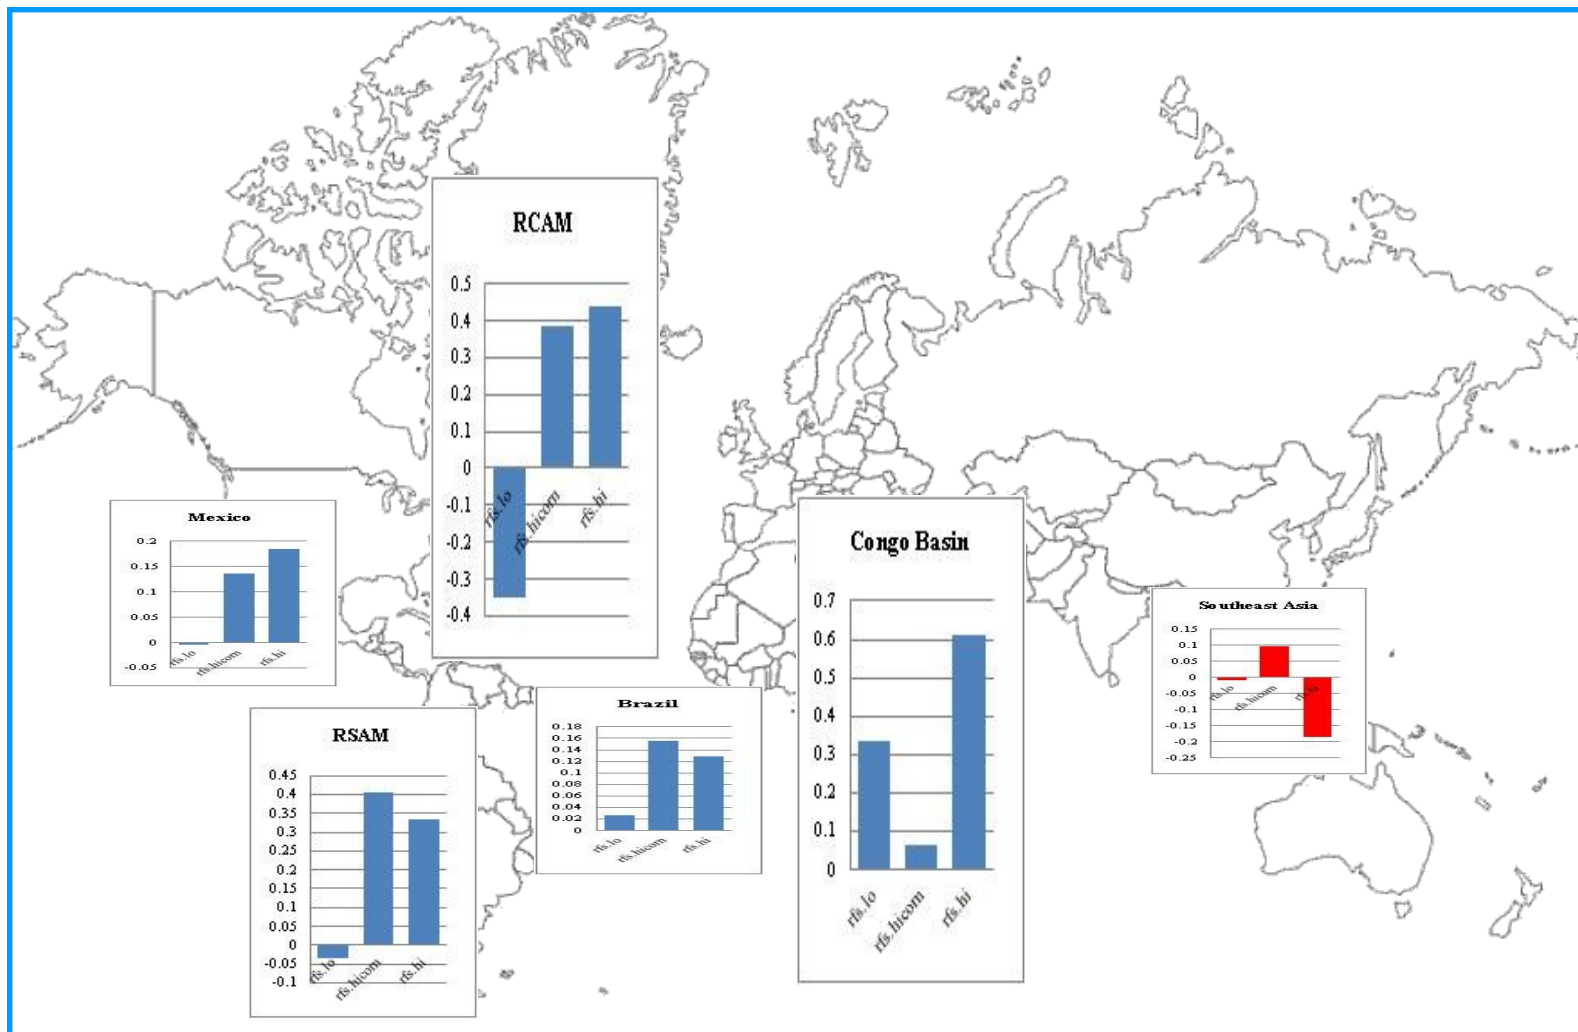 RCAM
0.5
0.4
0.3
0.2
0.1
0
-0.1
-0.2
-0.3
-0.4
rfs.lo
rfs.hicom
rfs.hi
Mexico
0.2
0.15
0.1
0.05
0
-0.05
rfs.lo
rfs.hicom
rfs.hi
Congo Basin
0.7
0.6
0.5
0.4
0.3
0.2
0.1
0
rfs.lo
rfs.hicom
rfs.hi
Southeast Asia
0.15
0.1
0.05
0
-0.05
-0.1
-0.15
-0.2
-0.25
rfs.lo
rfs.hicom
rfs.hi
RSAM
0.45
0.4
0.35
0.3
0.25
0.2
0.15
0.1
0.05
0
-0.05
-0.1
rfs.lo
rfs.hicom
rfs.hi
Brazil
0.18
0.16
0.14
0.12
0.1
0.08
0.06
0.04
0.02
0
rfs.lo
rfs.hicom
rfs.hi